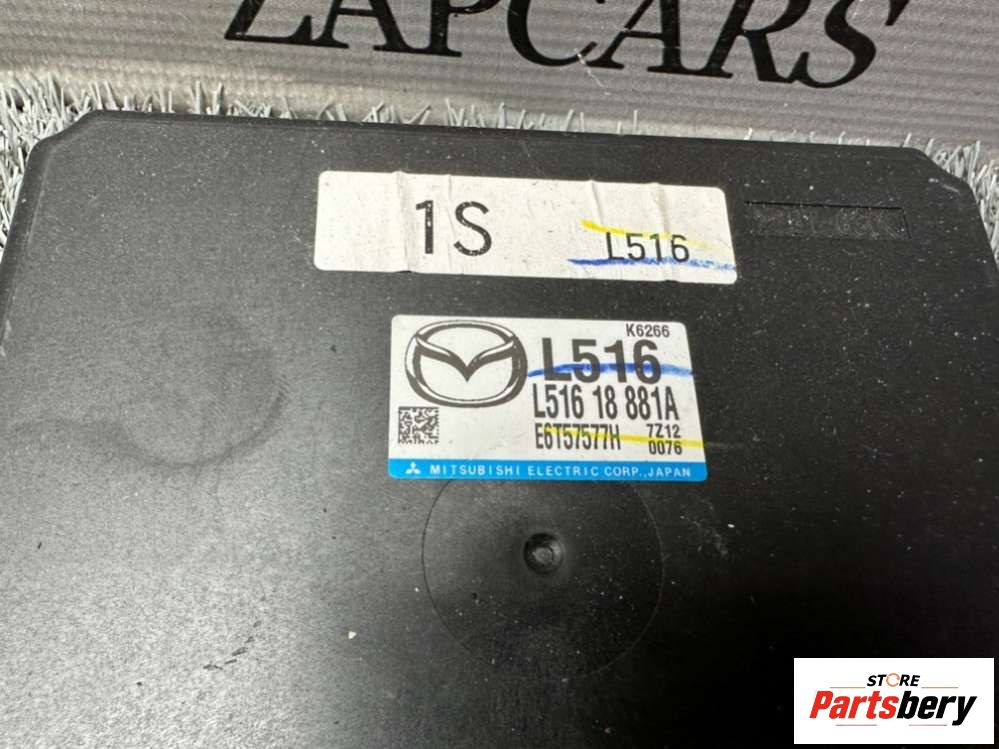 ZAPCARS
1S L516
K6266
L516
L516 18 881A
E6T57577H 7Z12
0076
MITSUBISHI ELECTRIC CORP.,JAPAN
STORE
Partsbery